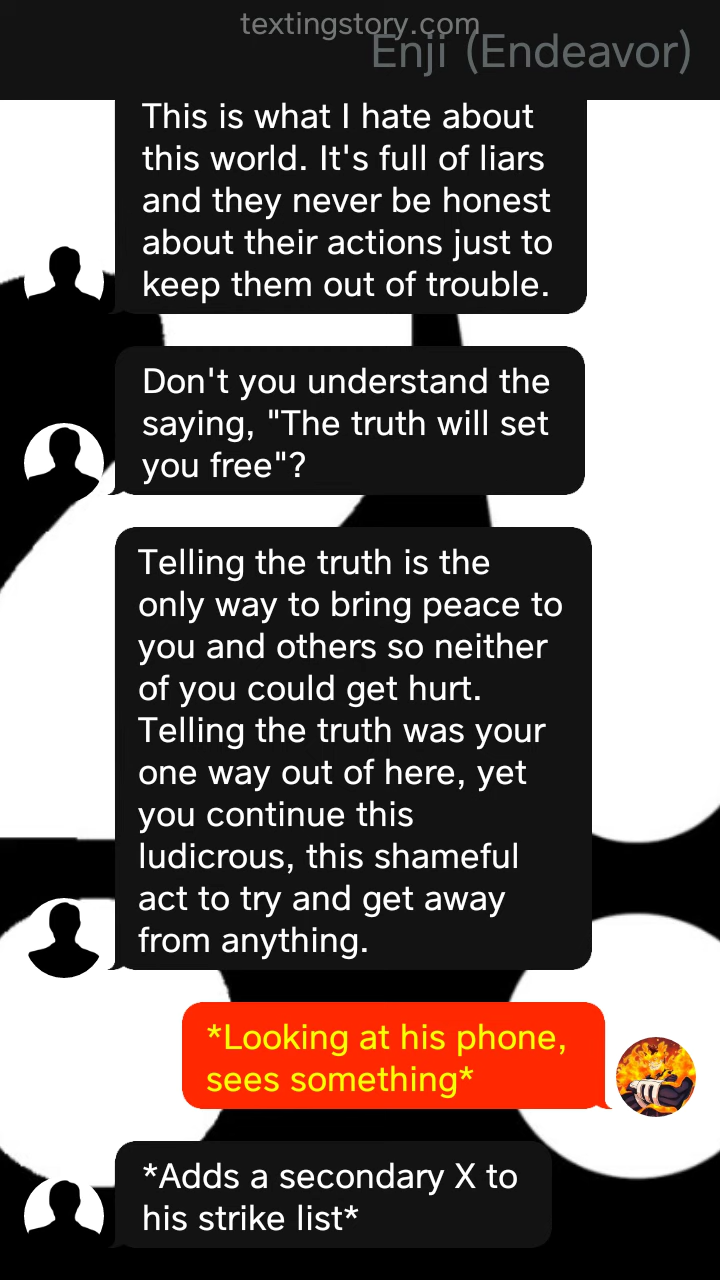 textingstory.com
Enji (Endeavor)
This is what I hate about
this world. It's full of liars
and they never be honest
about their actions just to
keep them out of trouble.
Don't you understand the
saying, "The truth will set
you free"?
Telling the truth is the
only way to bring peace to
you and others so neither
of you could get hurt.
Telling the truth was your
one way out of here, yet
you continue this
ludicrous, this shameful
act to try and get away
from anything.
*Looking at his phone,
sees something*
*Adds a secondary X to
his strike list*